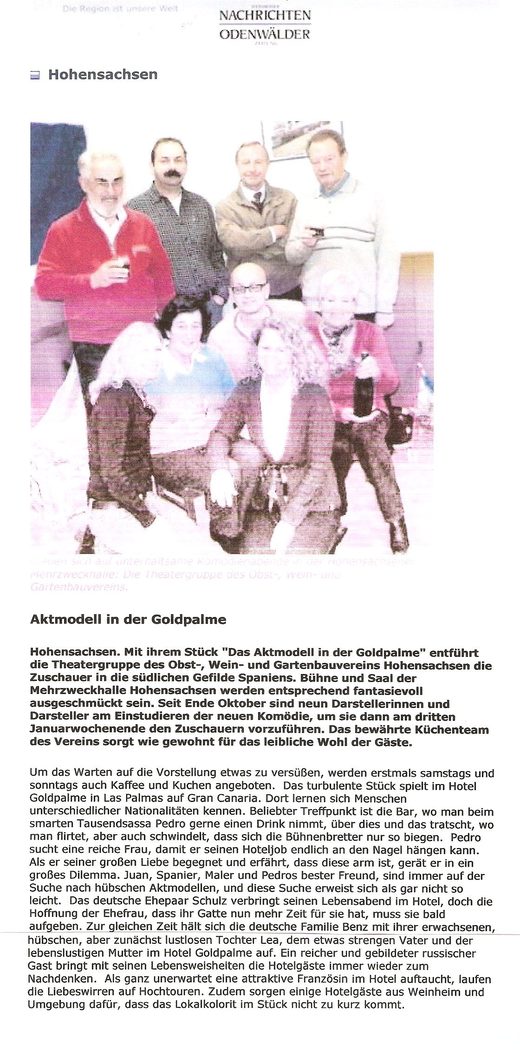 Die Region ist unsere Welt
NACHRICHTEN
ODENWÄLDER
Hohensachsen
sich auf unterhaltsame Komödienabende in der Hohensachsener
Mehrzweckhalle: Die Theatergruppe des Obst-, Wein- und
Gartenbauvereins.
Aktmodell in der Goldpalme
Hohensachsen. Mit ihrem Stück "Das Aktmodell in der Goldpalme" entführt
die Theatergruppe des Obst-, Wein- und Gartenbauvereins Hohensachsen die
Zuschauer in die südlichen Gefilde Spaniens. Bühne und Saal der
Mehrzweckhalle Hohensachsen werden entsprechend fantasievoll
ausgeschmückt sein. Seit Ende Oktober sind neun Darstellerinnen und
Darsteller am Einstudieren der neuen Komödie, um sie dann am dritten
Januarwochenende den Zuschauern vorzuführen. Das bewährte Küchenteam
des Vereins sorgt wie gewohnt für das leibliche Wohl der Gäste.
Um das Warten auf die Vorstellung etwas zu versüßen, werden erstmals samstags und
sonntags auch Kaffee und Kuchen angeboten. Das turbulente Stück spielt im Hotel
Goldpalme in Las Palmas auf Gran Canaria. Dort lernen sich Menschen
unterschiedlicher Nationalitäten kennen. Beliebter Treffpunkt ist die Bar, wo man beim
smarten Tausendsassa Pedro gerne einen Drink nimmt, über dies und das tratscht, wo
man flirtet, aber auch schwindelt, dass sich die Bühnenbretter nur so biegen. Pedro
sucht eine reiche Frau, damit er seinen Hoteljob endlich an den Nagel hängen kann.
Als er seiner großen Liebe begegnet und erfährt, dass diese arm ist, gerät er in ein
großes Dilemma. Juan, Spanier, Maler und Pedros bester Freund, sind immer auf der
Suche nach hübschen Aktmodellen, und diese Suche erweist sich als gar nicht so
leicht. Das deutsche Ehepaar Schulz verbringt seinen Lebensabend im Hotel, doch die
Hoffnung der Ehefrau, dass ihr Gatte nun mehr Zeit für sie hat, muss sie bald
aufgeben. Zur gleichen Zeit hält sich die deutsche Familie Benz mit ihrer erwachsenen,
hübschen, aber zunächst lustlosen Tochter Lea, dem etwas strengen Vater und der
lebenslustigen Mutter im Hotel Goldpalme auf. Ein reicher und gebildeter russischer
Gast bringt mit seinen Lebensweisheiten die Hotelgäste immer wieder zum
Nachdenken. Als ganz unerwartet eine attraktive Französin im Hotel auftaucht, laufen
die Liebeswirren auf Hochtouren. Zudem sorgen einige Hotelgäste aus Weinheim und
Umgebung dafür, dass das Lokalkolorit im Stück nicht zu kurz kommt.